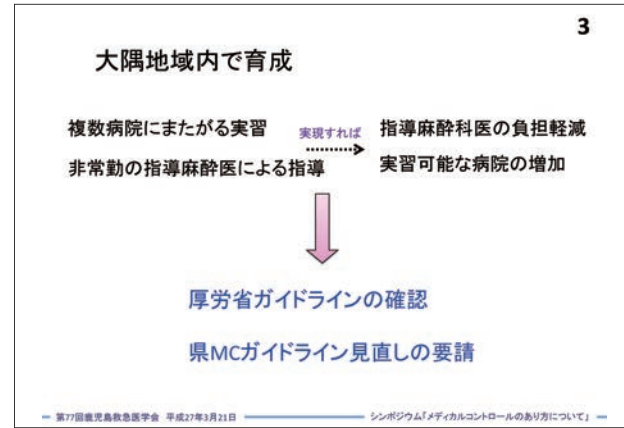 3
大隅地域内で育成
複数病院にまたがる実習
実現すれば
指導麻酔科医の負担軽減
非常勤の指導麻酔医による指導
実習可能な病院の増加
厚労省ガイドラインの確認
県MCガイドライン見直しの要請
第77回鹿児島救急医学会 平成27年3月21日
シンポジウム「メディカルコントロールのあり方について」